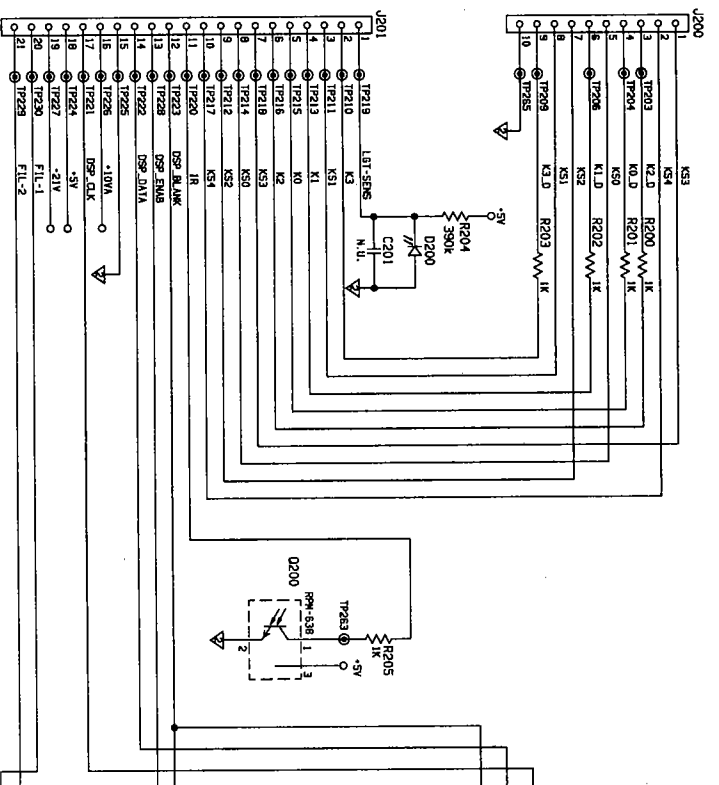 J200
1 KS3
2 KS4
3 TP203 K2_D R200 1K
4 TP204 K0_D R201 1K
5 KS0
6 TP206 K1_D R202 1K
7 KS2
8 KS1
9 TP209 K3_D R203 1K
10 TP265
J201
1 TP219 LGT-SENS
2 TP210 K3
3 TP211 KS1
4 TP213 K1
5 TP215 K0
6 TP216 K2
7 TP218 KS3
8 TP214 KS0
9 TP212 KS2
10 TP217 KS4
11 TP220 IR
12 TP223 DSP_BLANK
13 TP228 DSP_ENAB
14 TP222 DSP_DATA
15 TP225
16 TP226 +10VA
17 TP221 DSP_CLK
18 TP224 +5V
19 TP227 -21V
20 TP230 FIL-1
21 TP229 FIL-2
+5V
R204
390k
D200
C201
N.U.
Q200
RPM-638
1
2
3
TP263
R205
1K
+5V